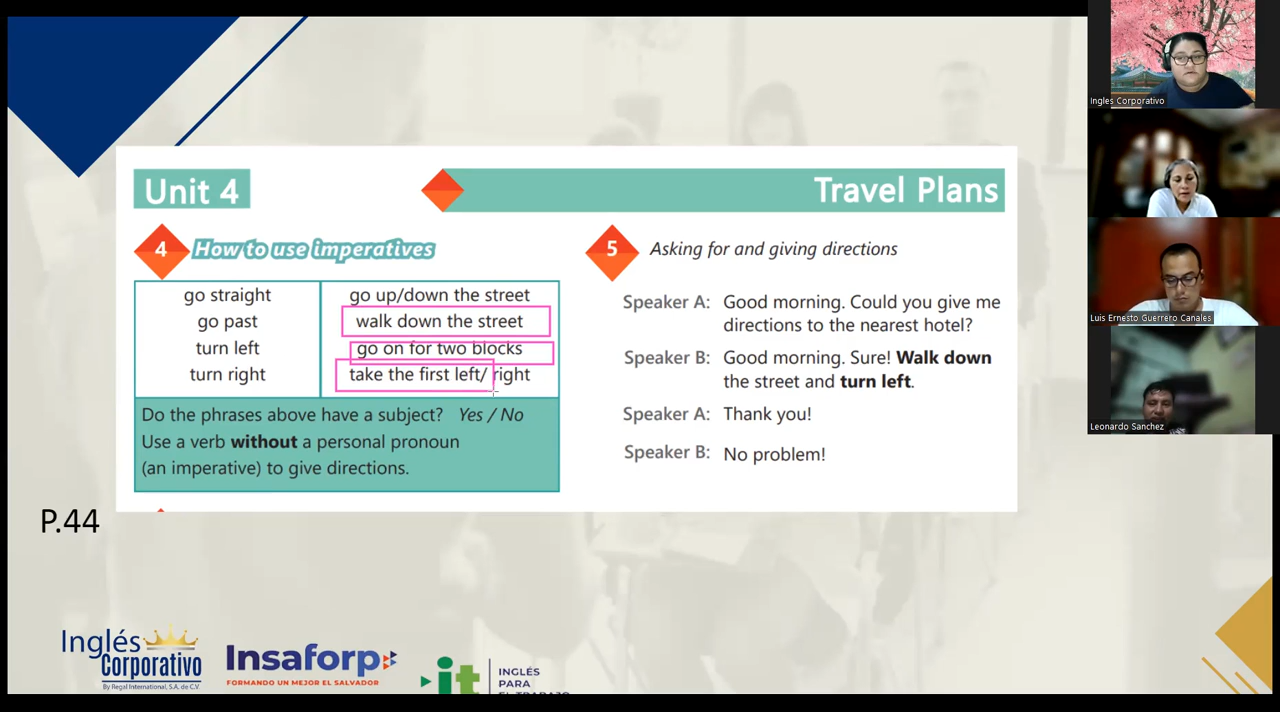 Unit 4
Travel Plans
4
How to use imperatives
go straight
go past
turn left
turn right
go up/down the street
walk down the street
go on for two blocks
take the first left/ right
Do the phrases above have a subject? Yes / No
Use a verb without a personal pronoun
(an imperative) to give directions.
5
Asking for and giving directions
Speaker A: Good morning. Could you give me
directions to the nearest hotel?
Speaker B: Good morning. Sure! Walk down
the street and turn left.
Speaker A: Thank you!
Speaker B: No problem!
P.44
Inglés
Corporativo
By Regal International, S.A. de C.V.
Insaforp
FORMANDO UN MEJOR EL SALVADOR
it
INGLÉS
PARA
EL TRABAJO
Ingles Corporativo
Luis Ernesto Guerrero Canales
Leonardo Sanchez